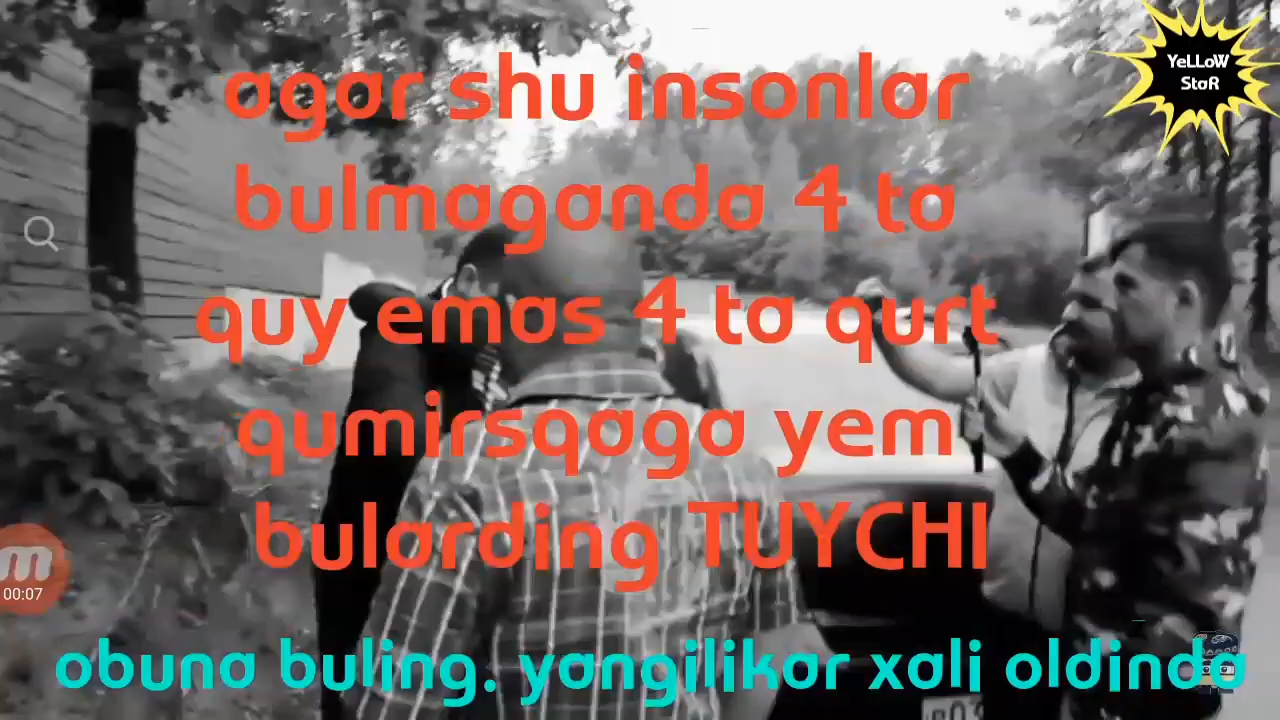 YeLLoW
StaR
agar shu insonlar
bulmaganda 4 ta
quy emas 4 ta qurt
qumirsqaga yem
bularding TUYCHI
00:07
obuna buling. yangilikar xali oldinda